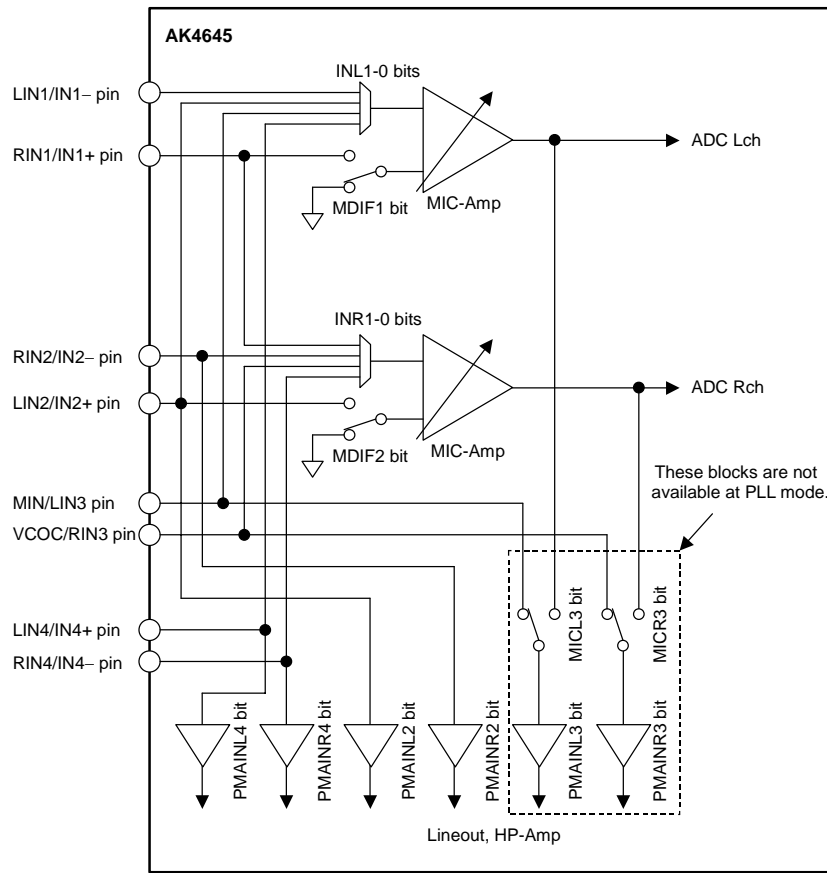 AK4645
INL1-0 bits
LIN1/IN1− pin
ADC Lch
RIN1/IN1+ pin
MDIF1 bit
MIC-Amp
INR1-0 bits
RIN2/IN2− pin
ADC Rch
LIN2/IN2+ pin
MDIF2 bit
MIC-Amp
These blocks are not
available at PLL mode.
MIN/LIN3 pin
VCOC/RIN3 pin
MICL3 bit
MICR3 bit
LIN4/IN4+ pin
RIN4/IN4− pin
PMAINL4 bit
PMAINR4 bit
PMAINL2 bit
PMAINR2 bit
PMAINL3 bit
PMAINR3 bit
Lineout, HP-Amp